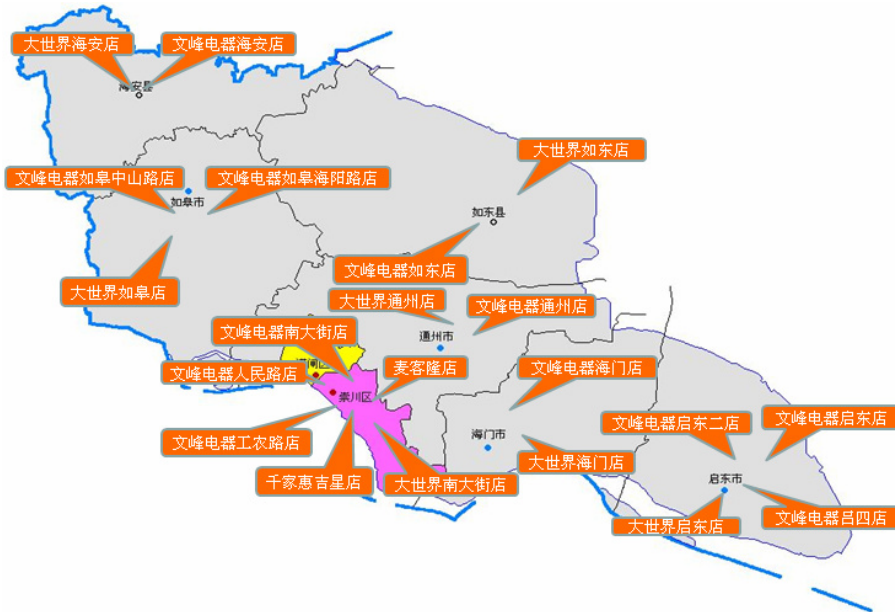 大世界海安店
文峰电器海安店
海安县
大世界如东店
文峰电器如皋中山路店
文峰电器如皋海阳路店
如皋市
如东县
文峰电器如东店
大世界如皋店
大世界通州店
文峰电器通州店
文峰电器南大街店
通州市
文峰电器人民路店
麦客隆店
文峰电器海门店
崇川区
文峰电器启东二店
文峰电器启东店
文峰电器工农路店
海门市
大世界海门店
千家惠吉星店
大世界南大街店
启东市
大世界启东店
文峰电器吕四店